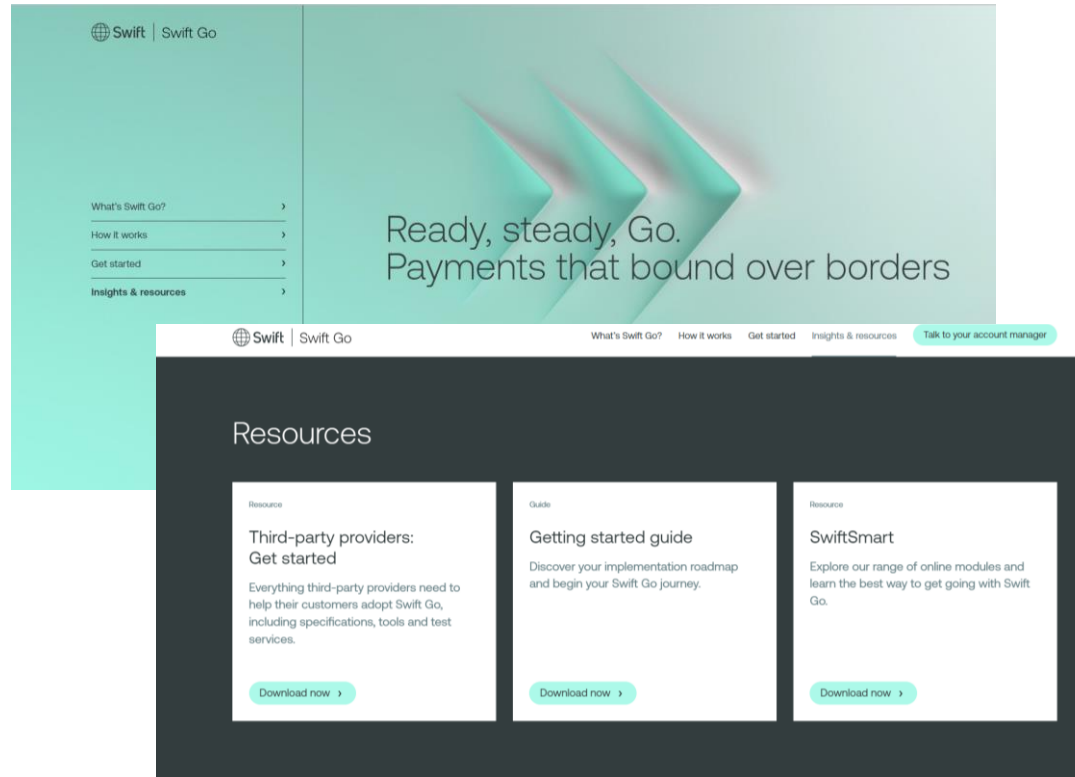 Swift | Swift Go
What's Swift Go?
How it works
Get started
Insights & resources
Ready, steady, Go.
Payments that bound over borders
Swift | Swift Go
What's Swift Go?
How it works
Get started
Insights & resources
Talk to your account manager
Resources
Resource
Third-party providers:
Get started
Everything third-party providers need to
help their customers adopt Swift Go,
including specifications, tools and test
services.
Download now
Guide
Getting started guide
Discover your implementation roadmap
and begin your Swift Go journey.
Download now
Resource
SwiftSmart
Explore our range of online modules and
learn the best way to get going with Swift
Go.
Download now